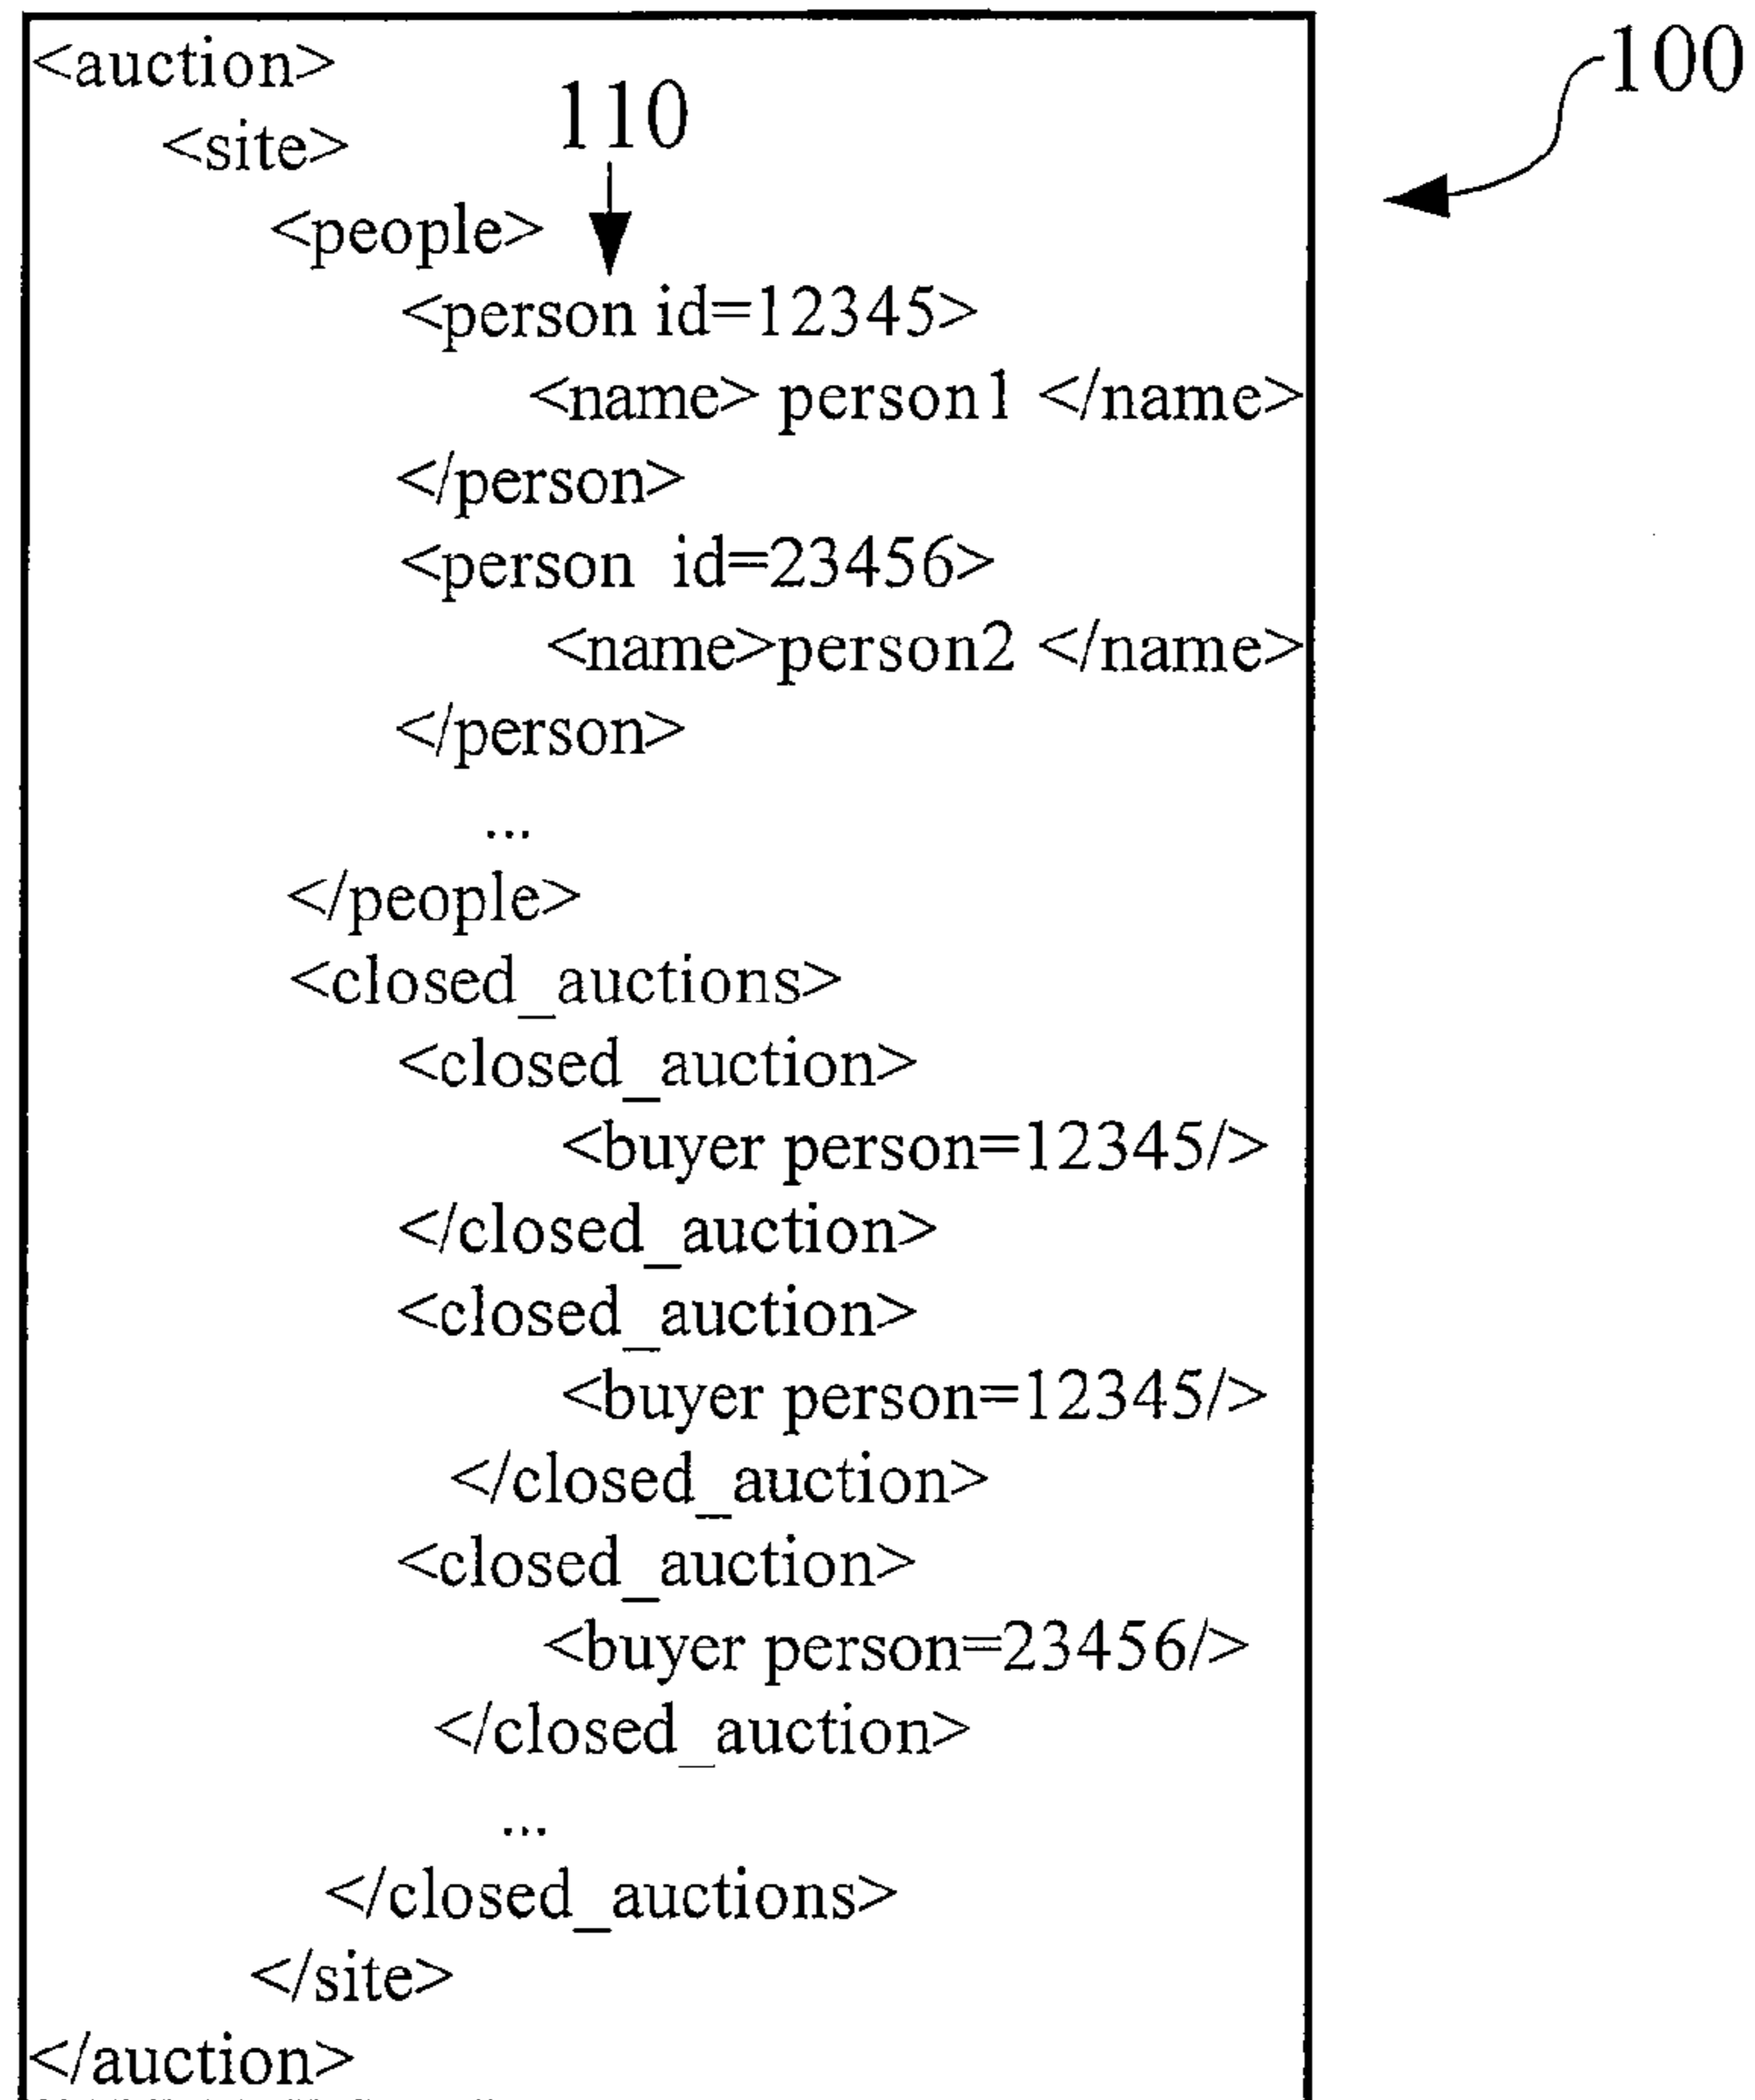 <auction>
100
<site>
110
<people>
<person id=12345>
<name> person1 </name>
</person>
<person  id=23456>
<name>person2 </name>
</person>
...
</people>
<closed_auctions>
<closed_auction>
<buyer person=12345/>
</closed_auction>
<closed_auction>
<buyer person=12345/>
</closed_auction>
<closed_auction>
<buyer person=23456/>
</closed_auction>
...
</closed_auctions>
</site>
</auction>